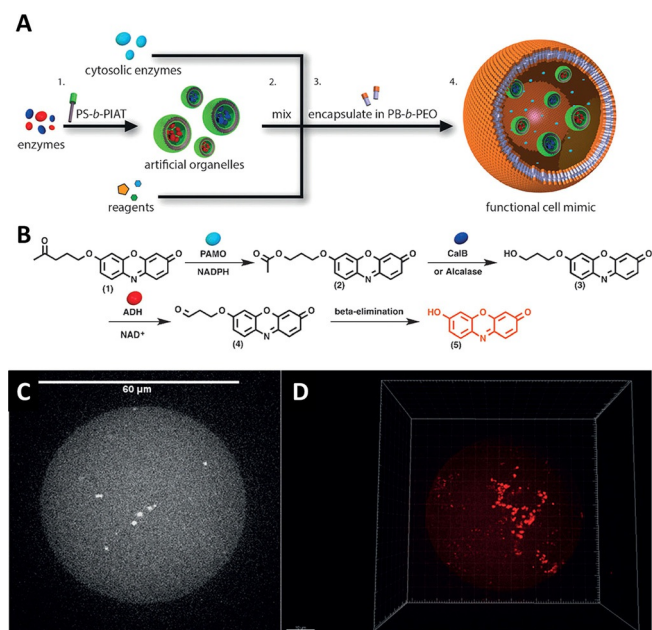 A
cytosolic enzymes
1.
2.
3.
4.
PS-b-PIAT
mix
encapsulate in PB-b-PEO
enzymes
artificial organelles
reagents
functional cell mimic
B
O
O
O
O
N
(1)
PAMO
NADPH
O
O
O
O
O
N
(2)
CalB
or Alcalase
HO
O
O
O
N
(3)
ADH
NAD+
O
O
O
O
N
(4)
beta-elimination
HO
O
O
N
(5)
C
60 µm
D